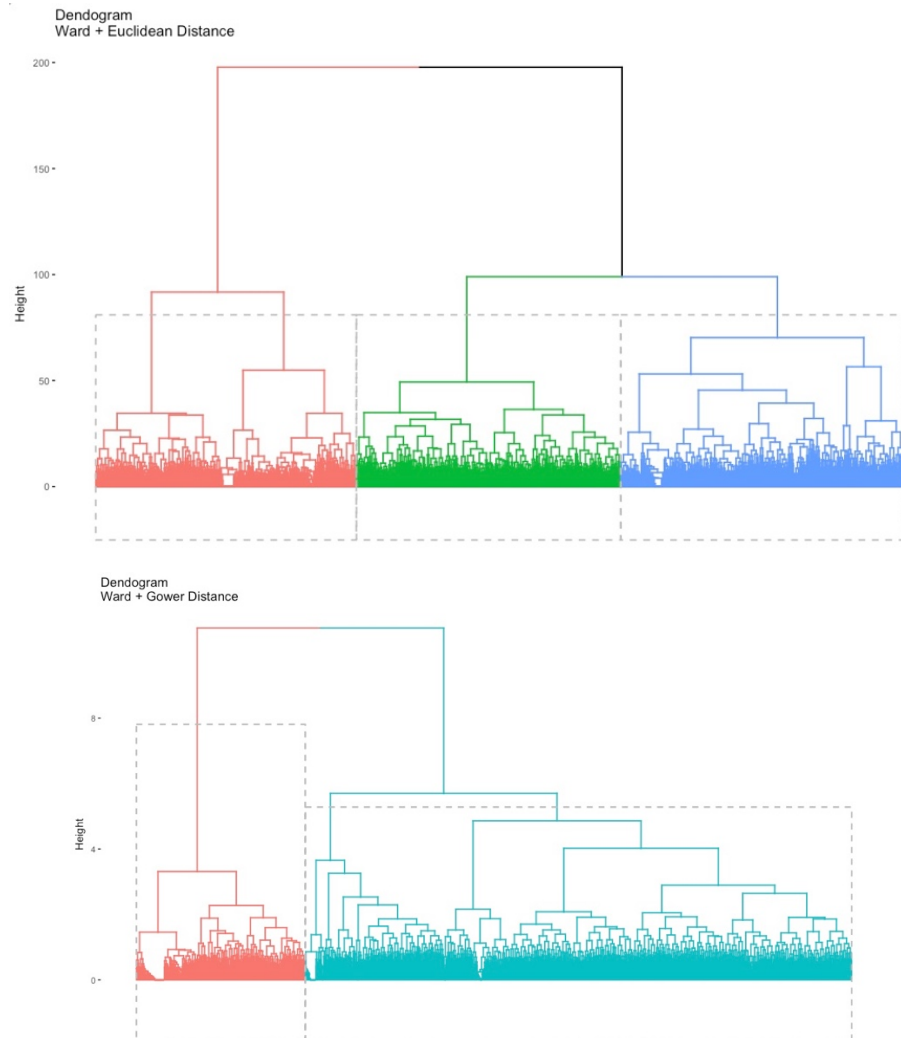 Dendogram
Ward + Euclidean Distance
200
150
100
50
0
Height
Dendogram
Ward + Gower Distance
8
4
0
Height